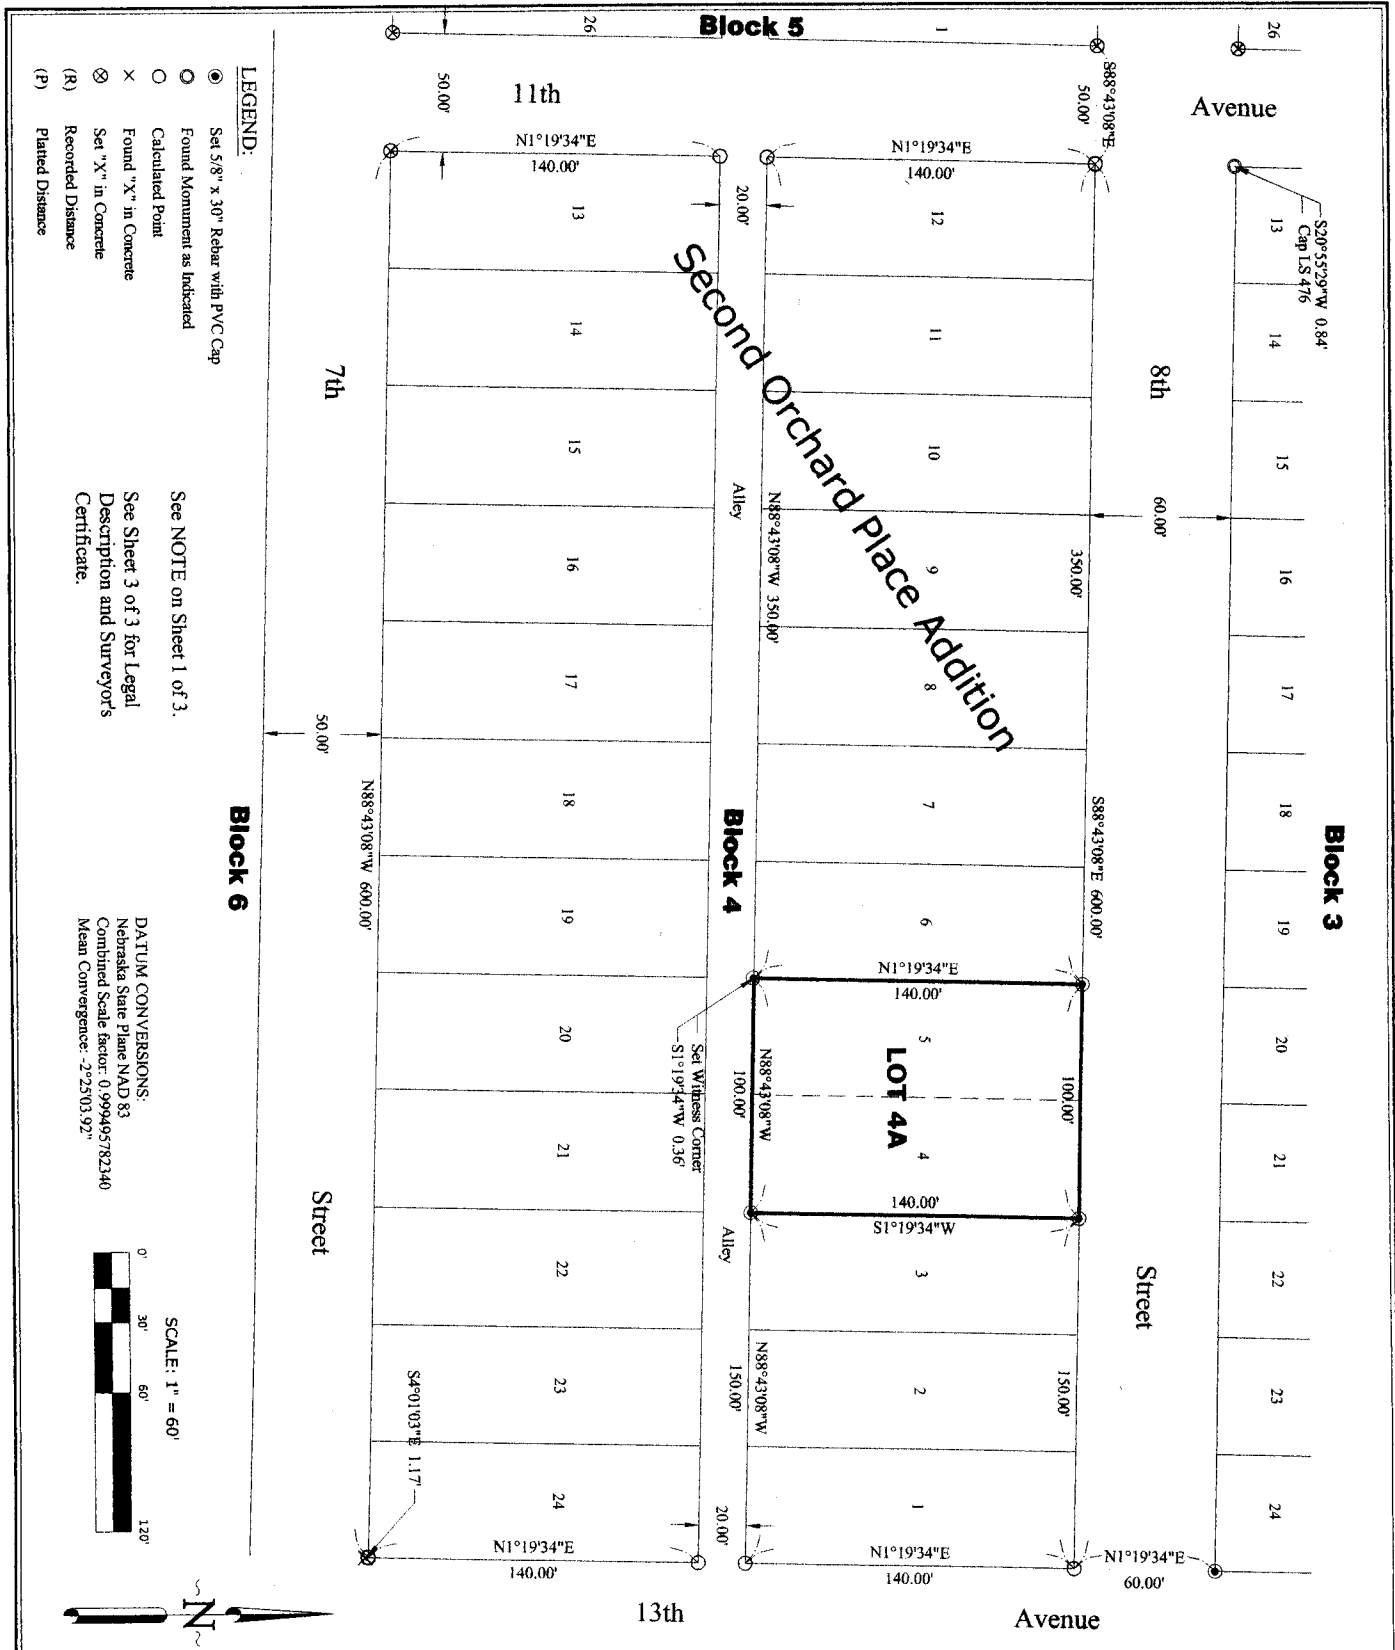 Block 3
26
13
14
15
16
17
18
19
20
21
22
23
24
S20°55'29"W 0.84'
Cap LS 476
Avenue
8th
60.00'
Street
N1°19'34"E
60.00'
S88°43'08"E
50.00'
350.00'
S88°43'08"E 600.00'
100.00'
150.00'
Block 5
1
26
11th
N1°19'34"E
140.00'
12
11
10
9
8
7
6
N1°19'34"E
140.00'
5
LOT 4A
4
140.00'
S1°19'34"W
3
2
1
N1°19'34"E
140.00'
Avenue
Second Orchard Place Addition
N88°43'08"W 350.00'
N88°43'08"W
100.00'
N88°43'08"W
150.00'
20.00'
Alley
Block 4
Alley
20.00'
Set Witness Corner
S1°19'34"W 0.36'
13th
N1°19'34"E
140.00'
13
14
15
16
17
18
19
20
21
22
23
24
N1°19'34"E
140.00'
50.00'
N88°43'08"W 600.00'
S4°01'03"E 1.17'
7th
50.00'
Street
Block 6
LEGEND:
Set 5/8" x 30" Rebar with PVC Cap
Found Monument as Indicated
Calculated Point
Found "X" in Concrete
Set "X" in Concrete
(R) Recorded Distance
(P) Platted Distance
See NOTE on Sheet 1 of 3.
See Sheet 3 of 3 for Legal
Description and Surveyor's
Certificate.
DATUM CONVERSIONS:
Nebraska State Plane NAD 83
Combined Scale factor: 0.999495782340
Mean Convergence: -2°25'03.92"
SCALE: 1" = 60'
0' 30' 60' 120'
N